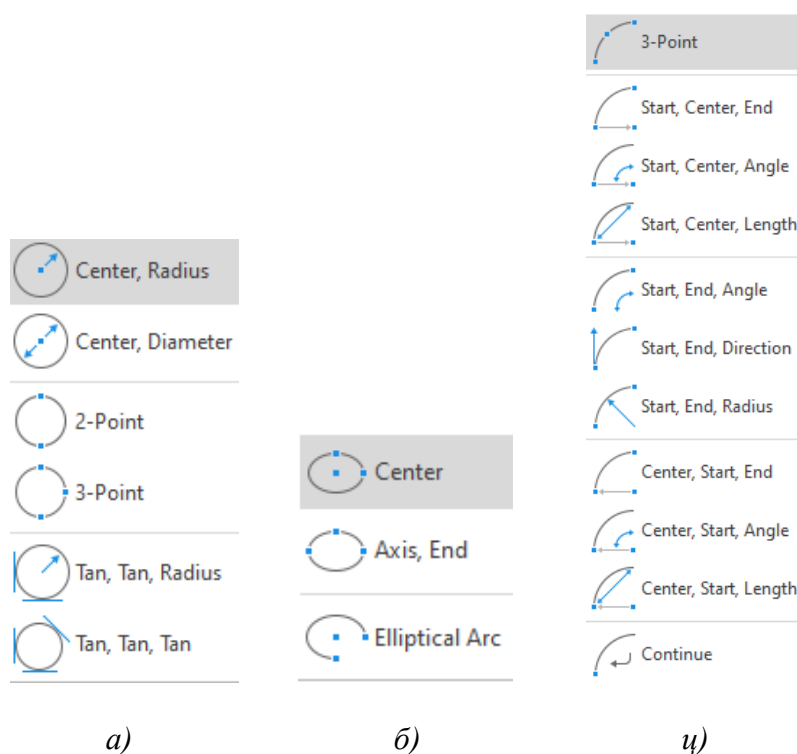 Center, Radius
Center, Diameter
2-Point
3-Point
Tan, Tan, Radius
Tan, Tan, Tan
а)
Center
Axis, End
Elliptical Arc
б)
3-Point
Start, Center, End
Start, Center, Angle
Start, Center, Length
Start, End, Angle
Start, End, Direction
Start, End, Radius
Center, Start, End
Center, Start, Angle
Center, Start, Length
Continue
ц)